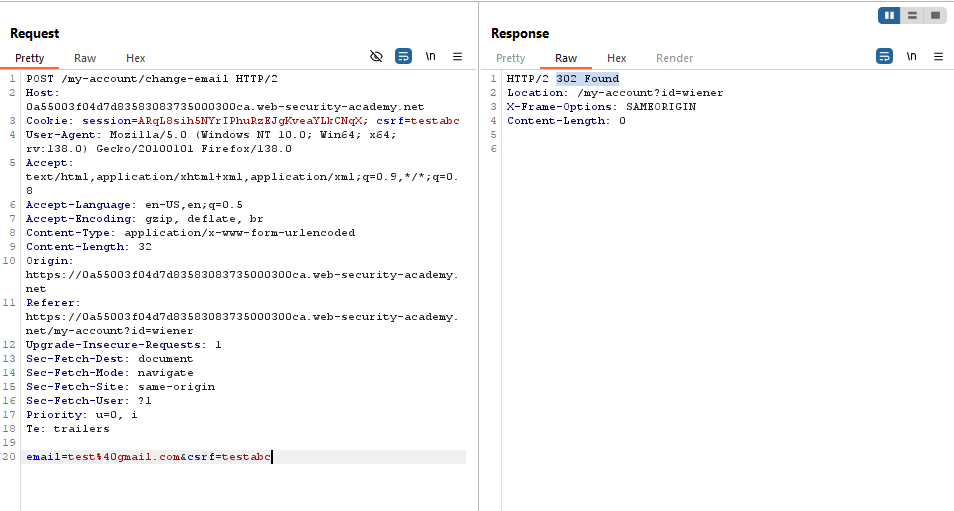 Request
Pretty Raw Hex \n
1 POST /my-account/change-email HTTP/2
2 Host:
0a55003f04d7d83583083735000300ca.web-security-academy.net
3 Cookie: session=ARqL8sih5NYrIPhuRzEJgKveaYLkCNqX; csrf=testabc
4 User-Agent: Mozilla/5.0 (Windows NT 10.0; Win64; x64;
rv:138.0) Gecko/20100101 Firefox/138.0
5 Accept:
text/html,application/xhtml+xml,application/xml;q=0.9,*/*;q=0.
8
6 Accept-Language: en-US,en;q=0.5
7 Accept-Encoding: gzip, deflate, br
8 Content-Type: application/x-www-form-urlencoded
9 Content-Length: 32
10 Origin:
https://0a55003f04d7d83583083735000300ca.web-security-academy.
net
11 Referer:
https://0a55003f04d7d83583083735000300ca.web-security-academy.
net/my-account?id=wiener
12 Upgrade-Insecure-Requests: 1
13 Sec-Fetch-Dest: document
14 Sec-Fetch-Mode: navigate
15 Sec-Fetch-Site: same-origin
16 Sec-Fetch-User: ?1
17 Priority: u=0, i
18 Te: trailers
19
20 email=test%40gmail.com&csrf=testabc
Response
Pretty Raw Hex Render \n
1 HTTP/2 302 Found
2 Location: /my-account?id=wiener
3 X-Frame-Options: SAMEORIGIN
4 Content-Length: 0
5
6